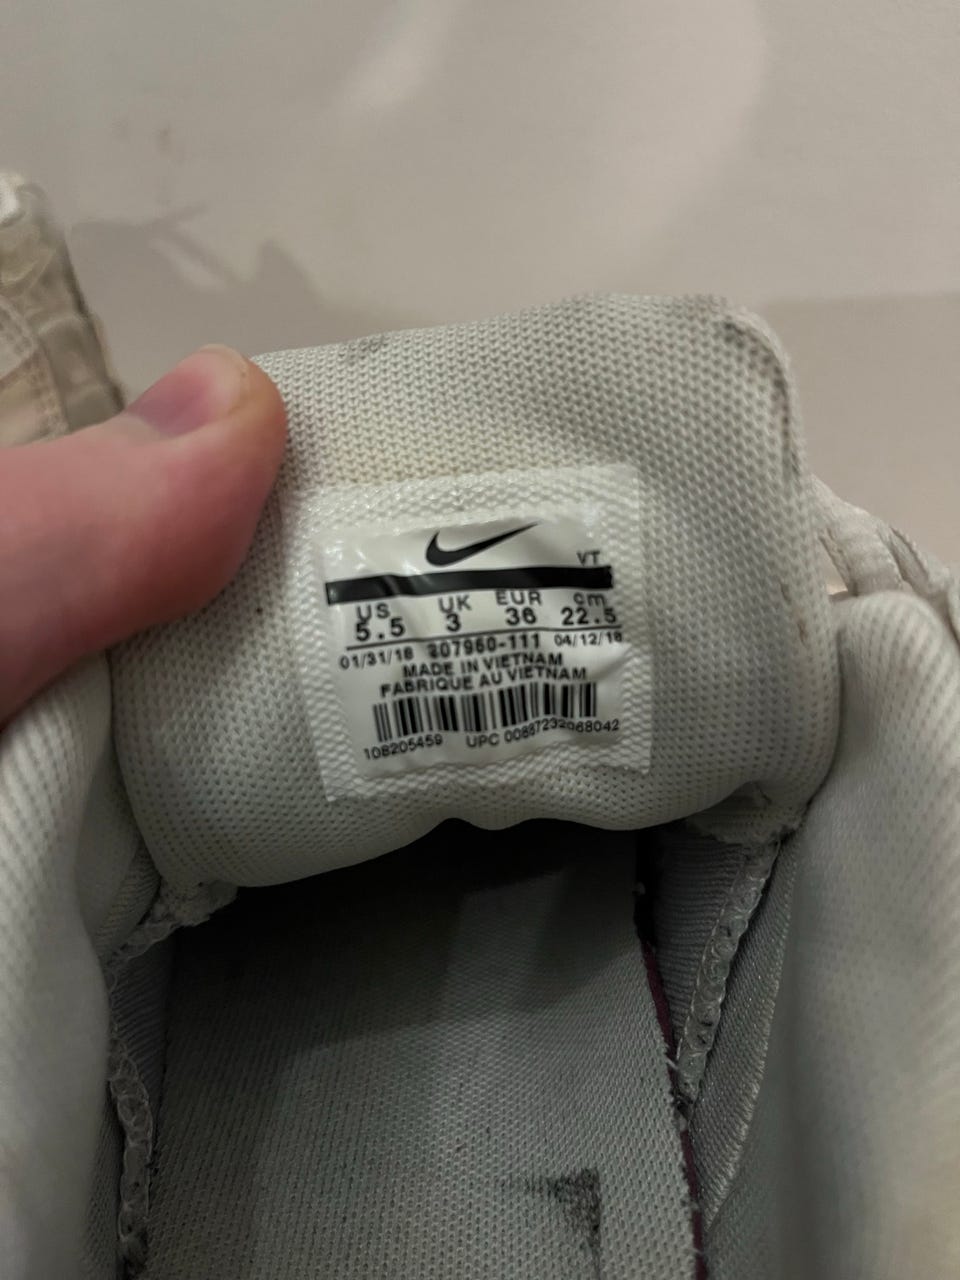 VT
US UK EUR cm
5.5 3 36 22.5
01/31/18 307960-111 04/12/18
MADE IN VIETNAM
FABRIQUE AU VIETNAM
108205459 UPC 00887232068042